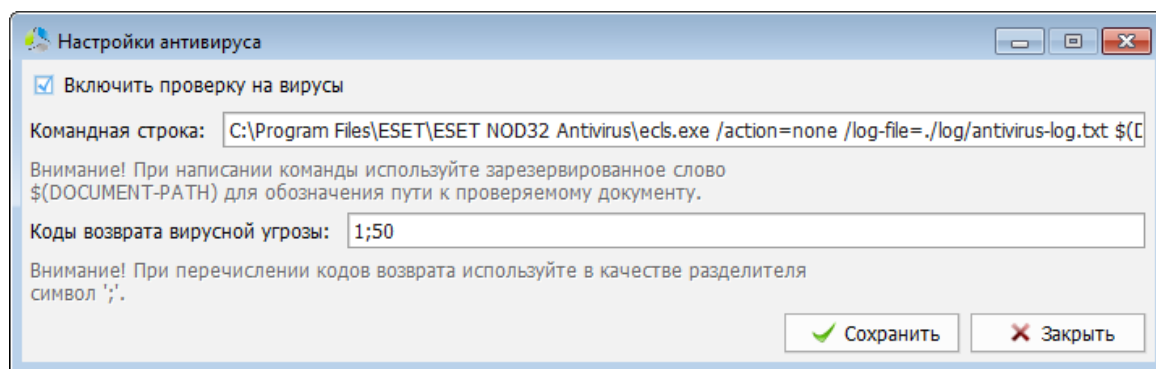 Настройки антивируса
Включить проверку на вирусы
Командная строка: C:\Program Files\ESET\ESET NOD32 Antivirus\ecls.exe /action=none /log-file=./log/antivirus-log.txt $(D
Внимание! При написании команды используйте зарезервированное слово
$(DOCUMENT-PATH) для обозначения пути к проверяемому документу.
Коды возврата вирусной угрозы: 1;50
Внимание! При перечислении кодов возврата используйте в качестве разделителя
символ ';'.
Сохранить Закрыть